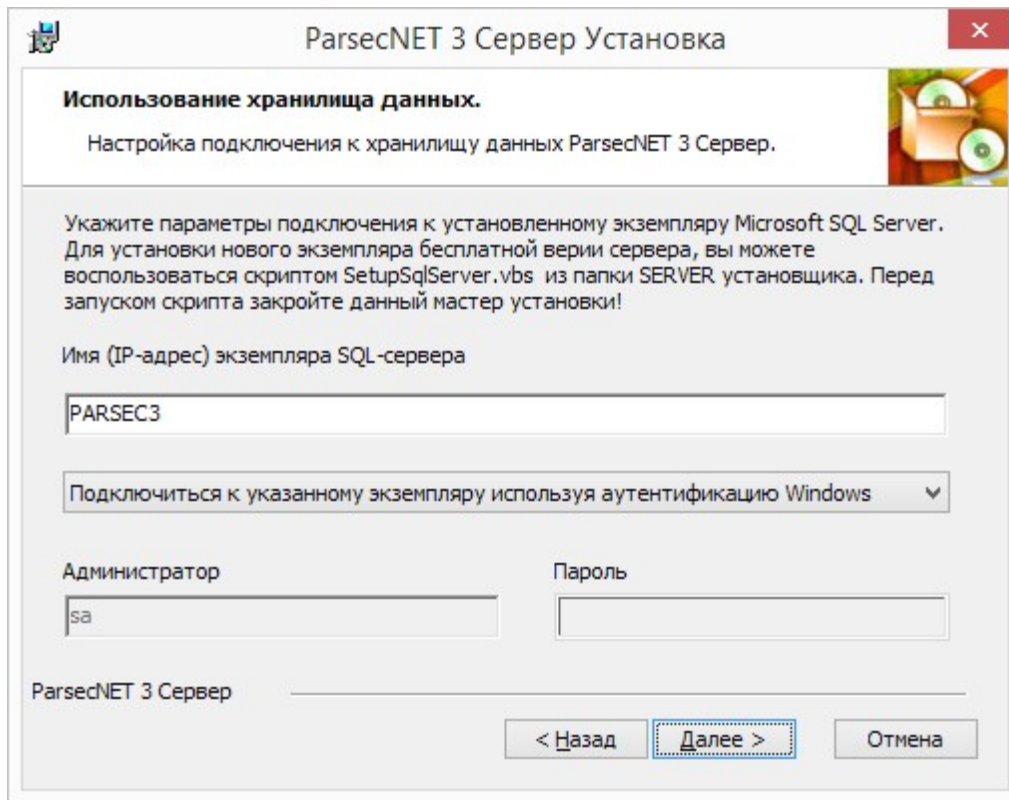 ParsecNET 3 Сервер Установка
Использование хранилища данных.
Настройка подключения к хранилищу данных ParsecNET 3 Сервер.
Укажите параметры подключения к установленному экземпляру Microsoft SQL Server.
Для установки нового экземпляра бесплатной верии сервера, вы можете
воспользоваться скриптом SetupSqlServer.vbs из папки SERVER установщика. Перед
запуском скрипта закройте данный мастер установки!
Имя (IP-адрес) экземпляра SQL-сервера
PARSEC3
Подключиться к указанному экземпляру используя аутентификацию Windows
Администратор Пароль
sa
ParsecNET 3 Сервер
< Назад Далее > Отмена